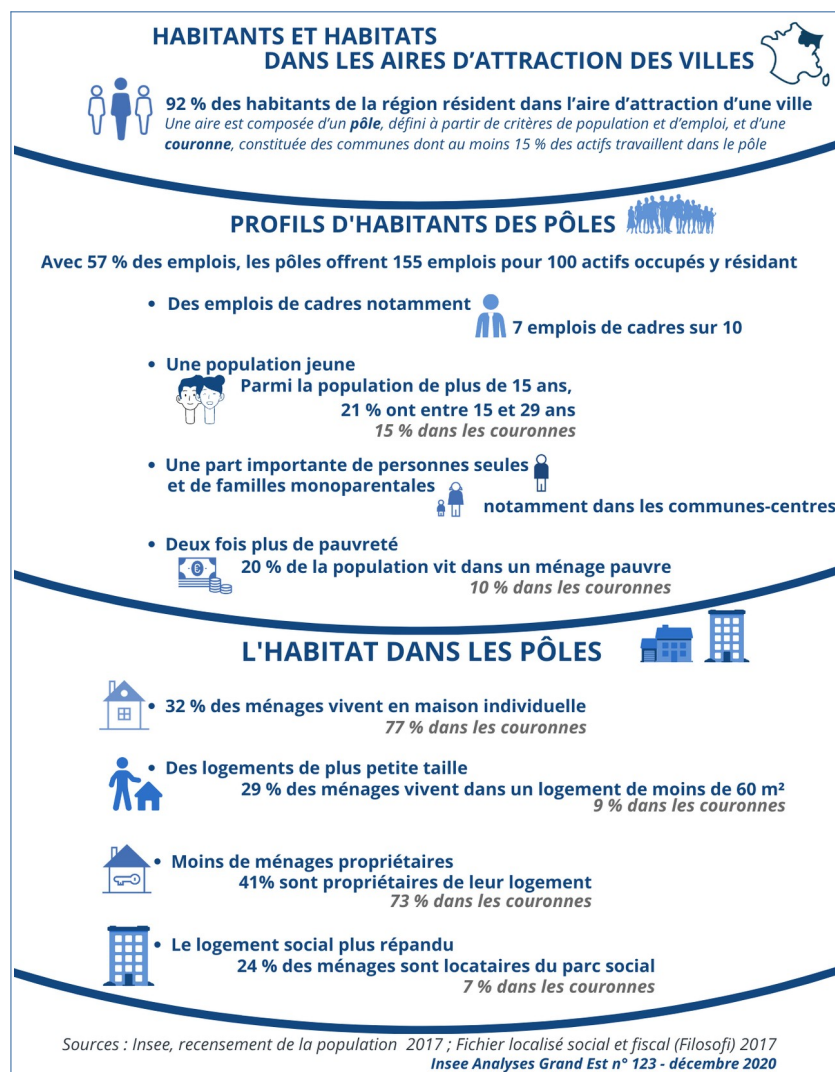 HABITANTS ET HABITATS
DANS LES AIRES D'ATTRACTION DES VILLES
92 % des habitants de la région résident dans l'aire d'attraction d'une ville
Une aire est composée d'un pôle, défini à partir de critères de population et d'emploi, et d'une
couronne, constituée des communes dont au moins 15 % des actifs travaillent dans le pôle
PROFILS D'HABITANTS DES PÔLES
Avec 57 % des emplois, les pôles offrent 155 emplois pour 100 actifs occupés y résidant
• Des emplois de cadres notamment
7 emplois de cadres sur 10
• Une population jeune
Parmi la population de plus de 15 ans,
21 % ont entre 15 et 29 ans
15 % dans les couronnes
• Une part importante de personnes seules
et de familles monoparentales
notamment dans les communes-centres
• Deux fois plus de pauvreté
20 % de la population vit dans un ménage pauvre
10 % dans les couronnes
L'HABITAT DANS LES PÔLES
• 32 % des ménages vivent en maison individuelle
77 % dans les couronnes
• Des logements de plus petite taille
29 % des ménages vivent dans un logement de moins de 60 m²
9 % dans les couronnes
• Moins de ménages propriétaires
41% sont propriétaires de leur logement
73 % dans les couronnes
• Le logement social plus répandu
24 % des ménages sont locataires du parc social
7 % dans les couronnes
Sources : Insee, recensement de la population 2017 ; Fichier localisé social et fiscal (Filosofi) 2017
Insee Analyses Grand Est n° 123 - décembre 2020